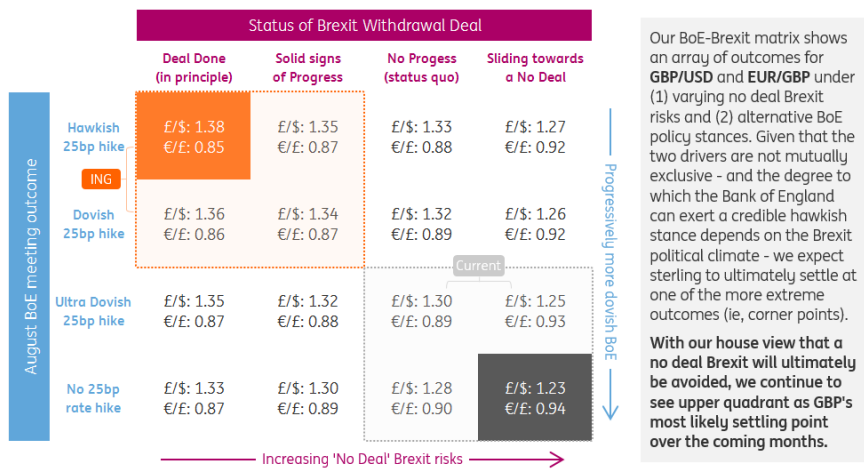 Status of Brexit Withdrawal Deal
Deal Done
(in principle)
Solid signs
of Progress
No Progess
(status quo)
Sliding towards
a No Deal
August BoE meeting outcome
Hawkish
25bp hike
£/$: 1.38
€/£: 0.85
£/$: 1.35
€/£: 0.87
£/$: 1.33
€/£: 0.88
£/$: 1.27
€/£: 0.92
ING
Dovish
25bp hike
£/$: 1.36
€/£: 0.86
£/$: 1.34
€/£: 0.87
£/$: 1.32
€/£: 0.89
£/$: 1.26
€/£: 0.92
Current
Ultra Dovish
25bp hike
£/$: 1.35
€/£: 0.87
£/$: 1.32
€/£: 0.88
£/$: 1.30
€/£: 0.89
£/$: 1.25
€/£: 0.93
No 25bp
rate hike
£/$: 1.33
€/£: 0.87
£/$: 1.30
€/£: 0.89
£/$: 1.28
€/£: 0.90
£/$: 1.23
€/£: 0.94
Progressively more dovish BoE
Increasing 'No Deal' Brexit risks
Our BoE-Brexit matrix shows
an array of outcomes for
GBP/USD and EUR/GBP under
(1) varying no deal Brexit
risks and (2) alternative BoE
policy stances. Given that the
two drivers are not mutually
exclusive - and the degree to
which the Bank of England
can exert a credible hawkish
stance depends on the Brexit
political climate - we expect
sterling to ultimately settle at
one of the more extreme
outcomes (ie, corner points).
With our house view that a
no deal Brexit will ultimately
be avoided, we continue to
see upper quadrant as GBP's
most likely settling point
over the coming months.